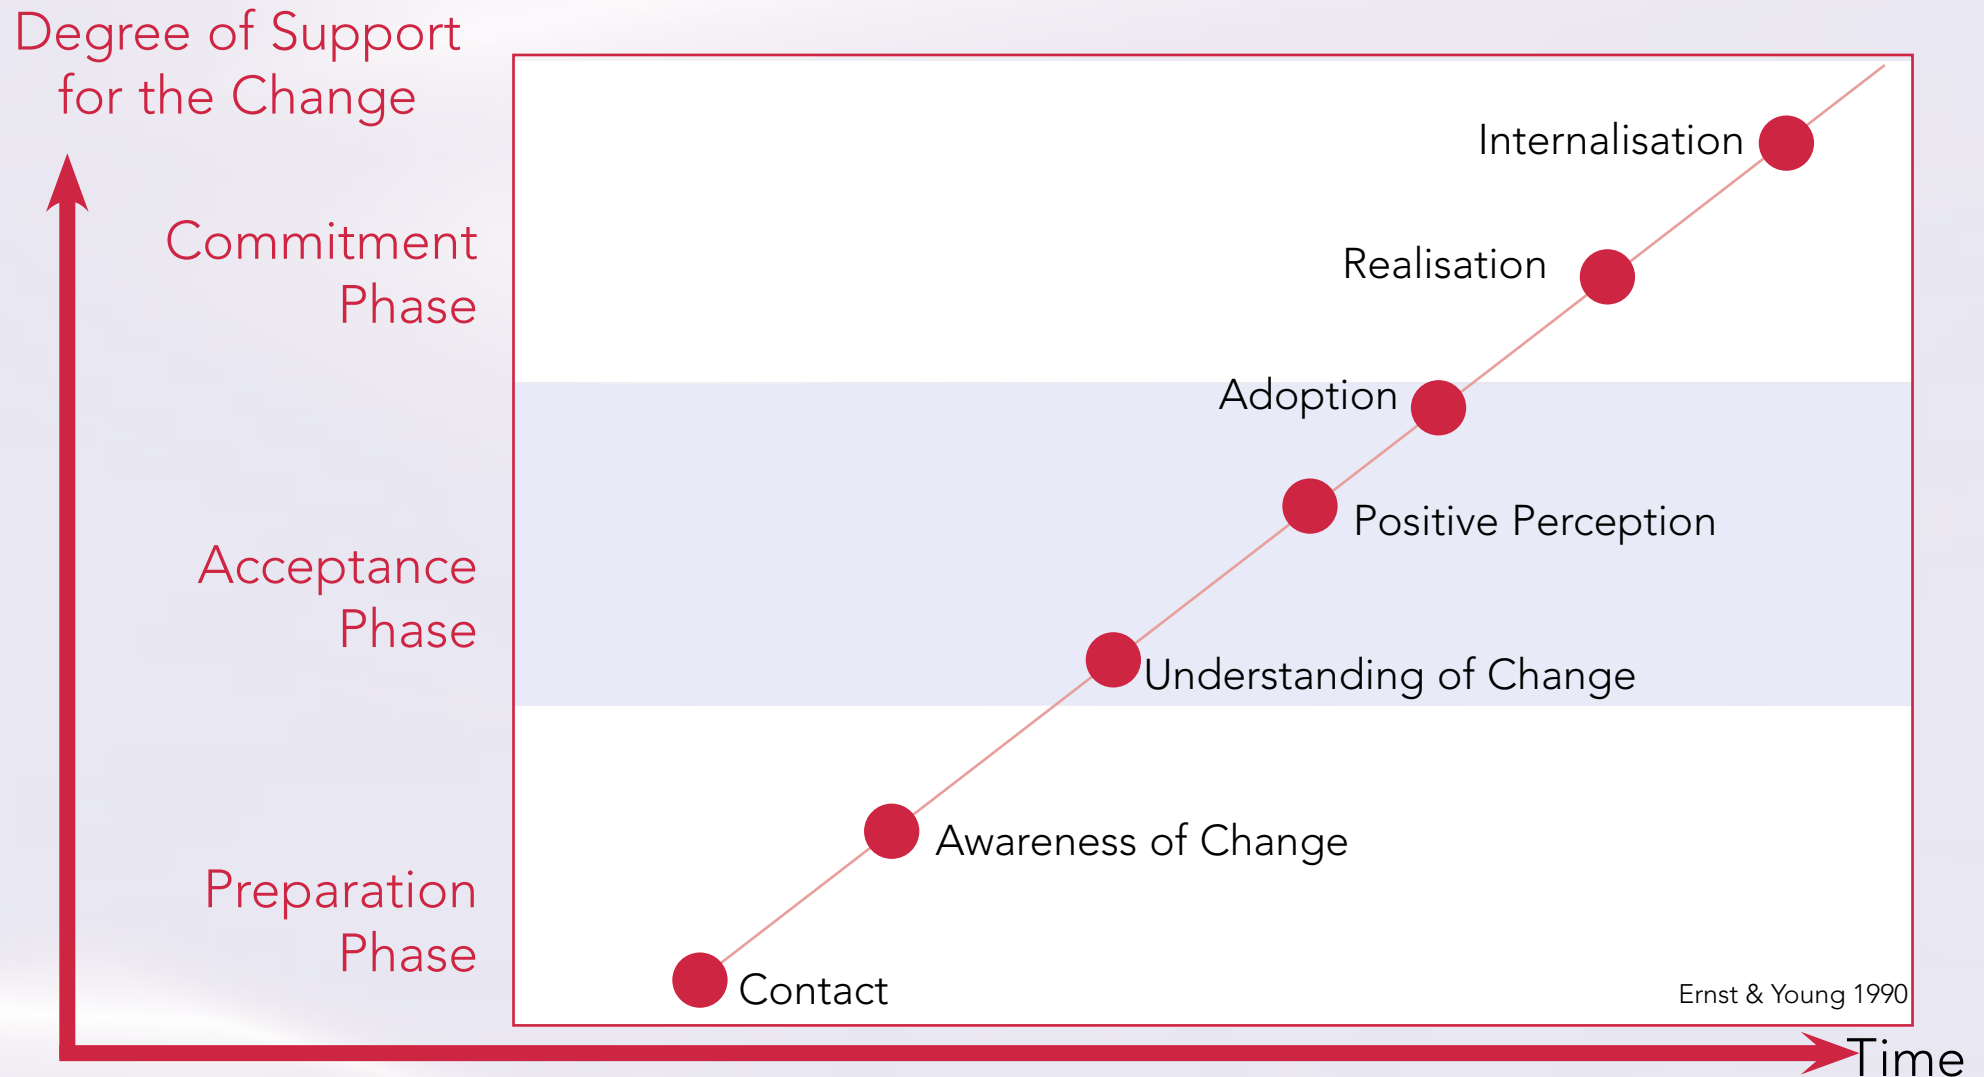 Degree of Support
for the Change
Internalisation
Commitment
Phase
Realisation
Adoption
Positive Perception
Acceptance
Phase
Understanding of Change
Awareness of Change
Preparation
Phase
Contact
Ernst & Young 1990
Time